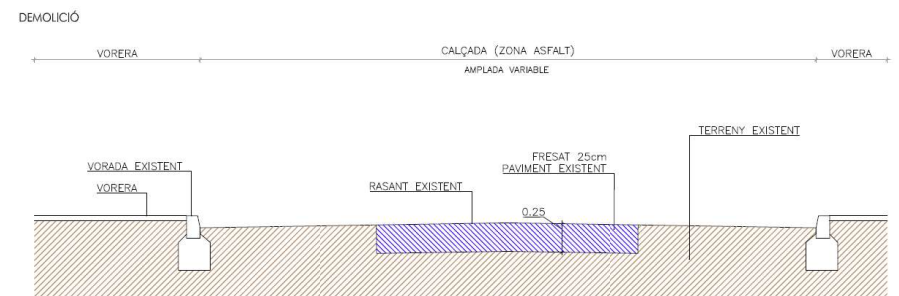 DEMOLICIÓ
VORERA
CALÇADA (ZONA ASFALT)
VORERA
AMPLADA VARIABLE
TERRENY EXISTENT
FRESAT 25cm
PAVIMENT EXISTENT
VORADA EXISTENT
RASANT EXISTENT
VORERA
0.25